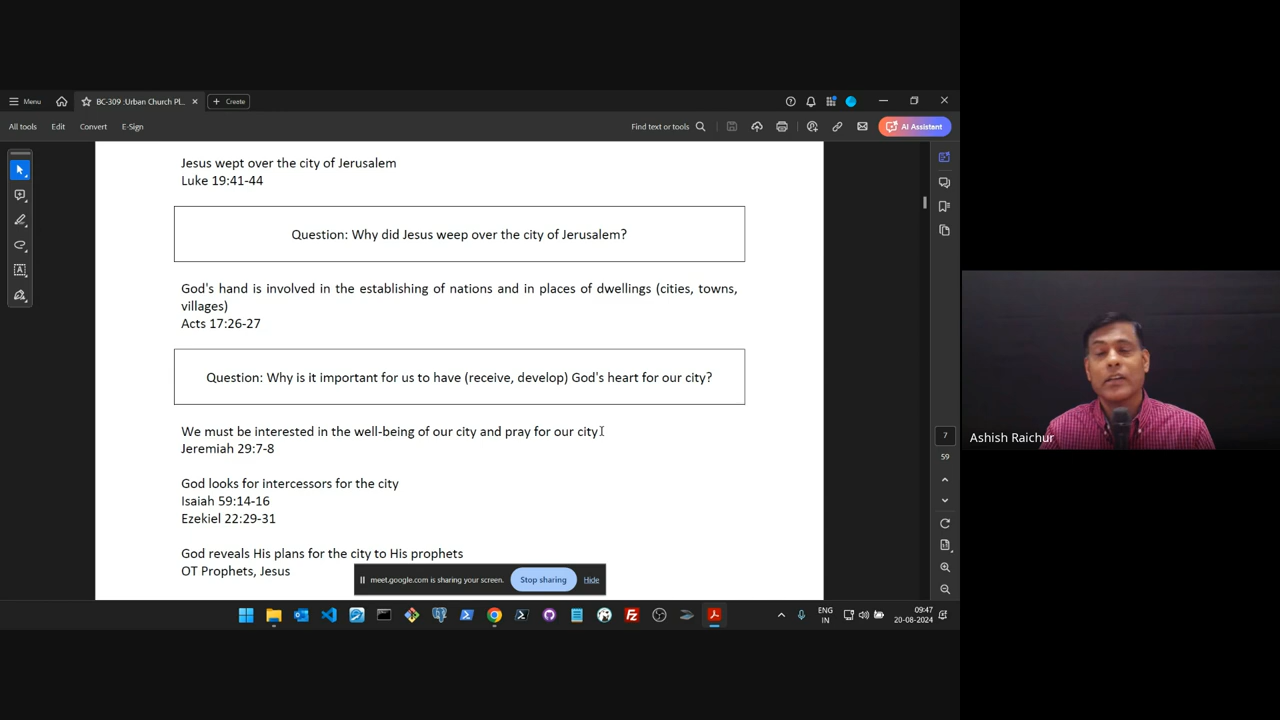 Menu
BC-309 :Urban Church Pl...
Create
All tools
Edit
Convert
E-Sign
Find text or tools
AI Assistant
Jesus wept over the city of Jerusalem
Luke 19:41-44
Question: Why did Jesus weep over the city of Jerusalem?
God's hand is involved in the establishing of nations and in places of dwellings (cities, towns,
villages)
Acts 17:26-27
Question: Why is it important for us to have (receive, develop) God's heart for our city?
We must be interested in the well-being of our city and pray for our city
Jeremiah 29:7-8
God looks for intercessors for the city
Isaiah 59:14-16
Ezekiel 22:29-31
God reveals His plans for the city to His prophets
OT Prophets, Jesus
7
59
meet.google.com is sharing your screen.
Stop sharing
Hide
ENG
IN
09:47
20-08-2024
Ashish Raichur